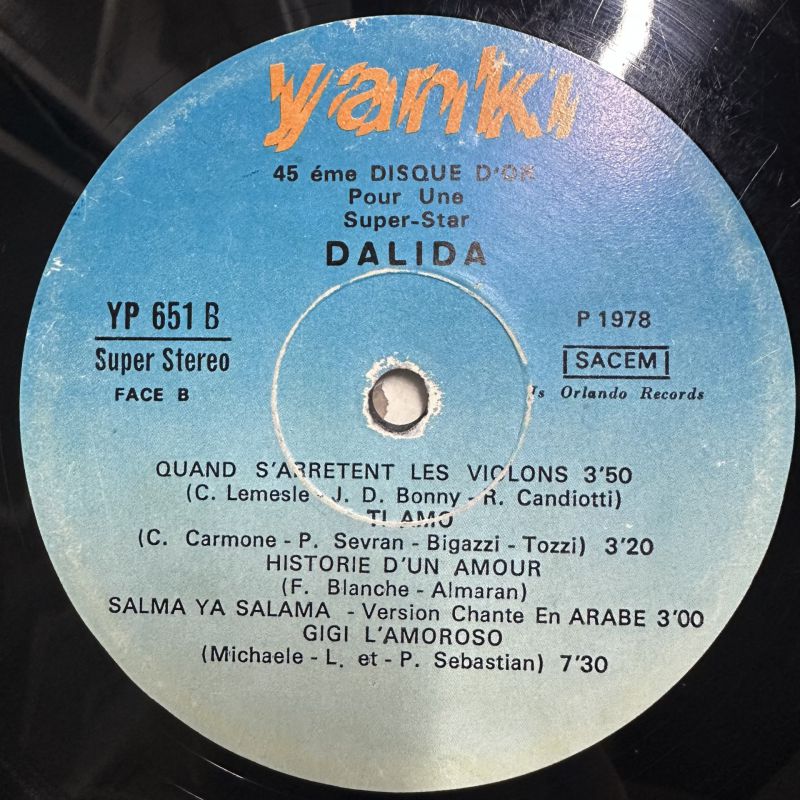 yanki
45 éme DISQUE D'OR
Pour Une
Super-Star
DALIDA
YP 651 B
Super Stereo
FACE B
P 1978
SACEM
Is Orlando Records
QUAND S'ARRETENT LES VIOLONS 3'50
(C. Lemesle - J. D. Bonny - R. Candiotti)
TI AMO
(C. Carmone - P. Sevran - Bigazzi - Tozzi) 3'20
HISTORIE D'UN AMOUR
(F. Blanche - Almaran)
SALMA YA SALAMA - Version Chante En ARABE 3'00
GIGI L'AMOROSO
(Michaele - L. et - P. Sebastian) 7'30